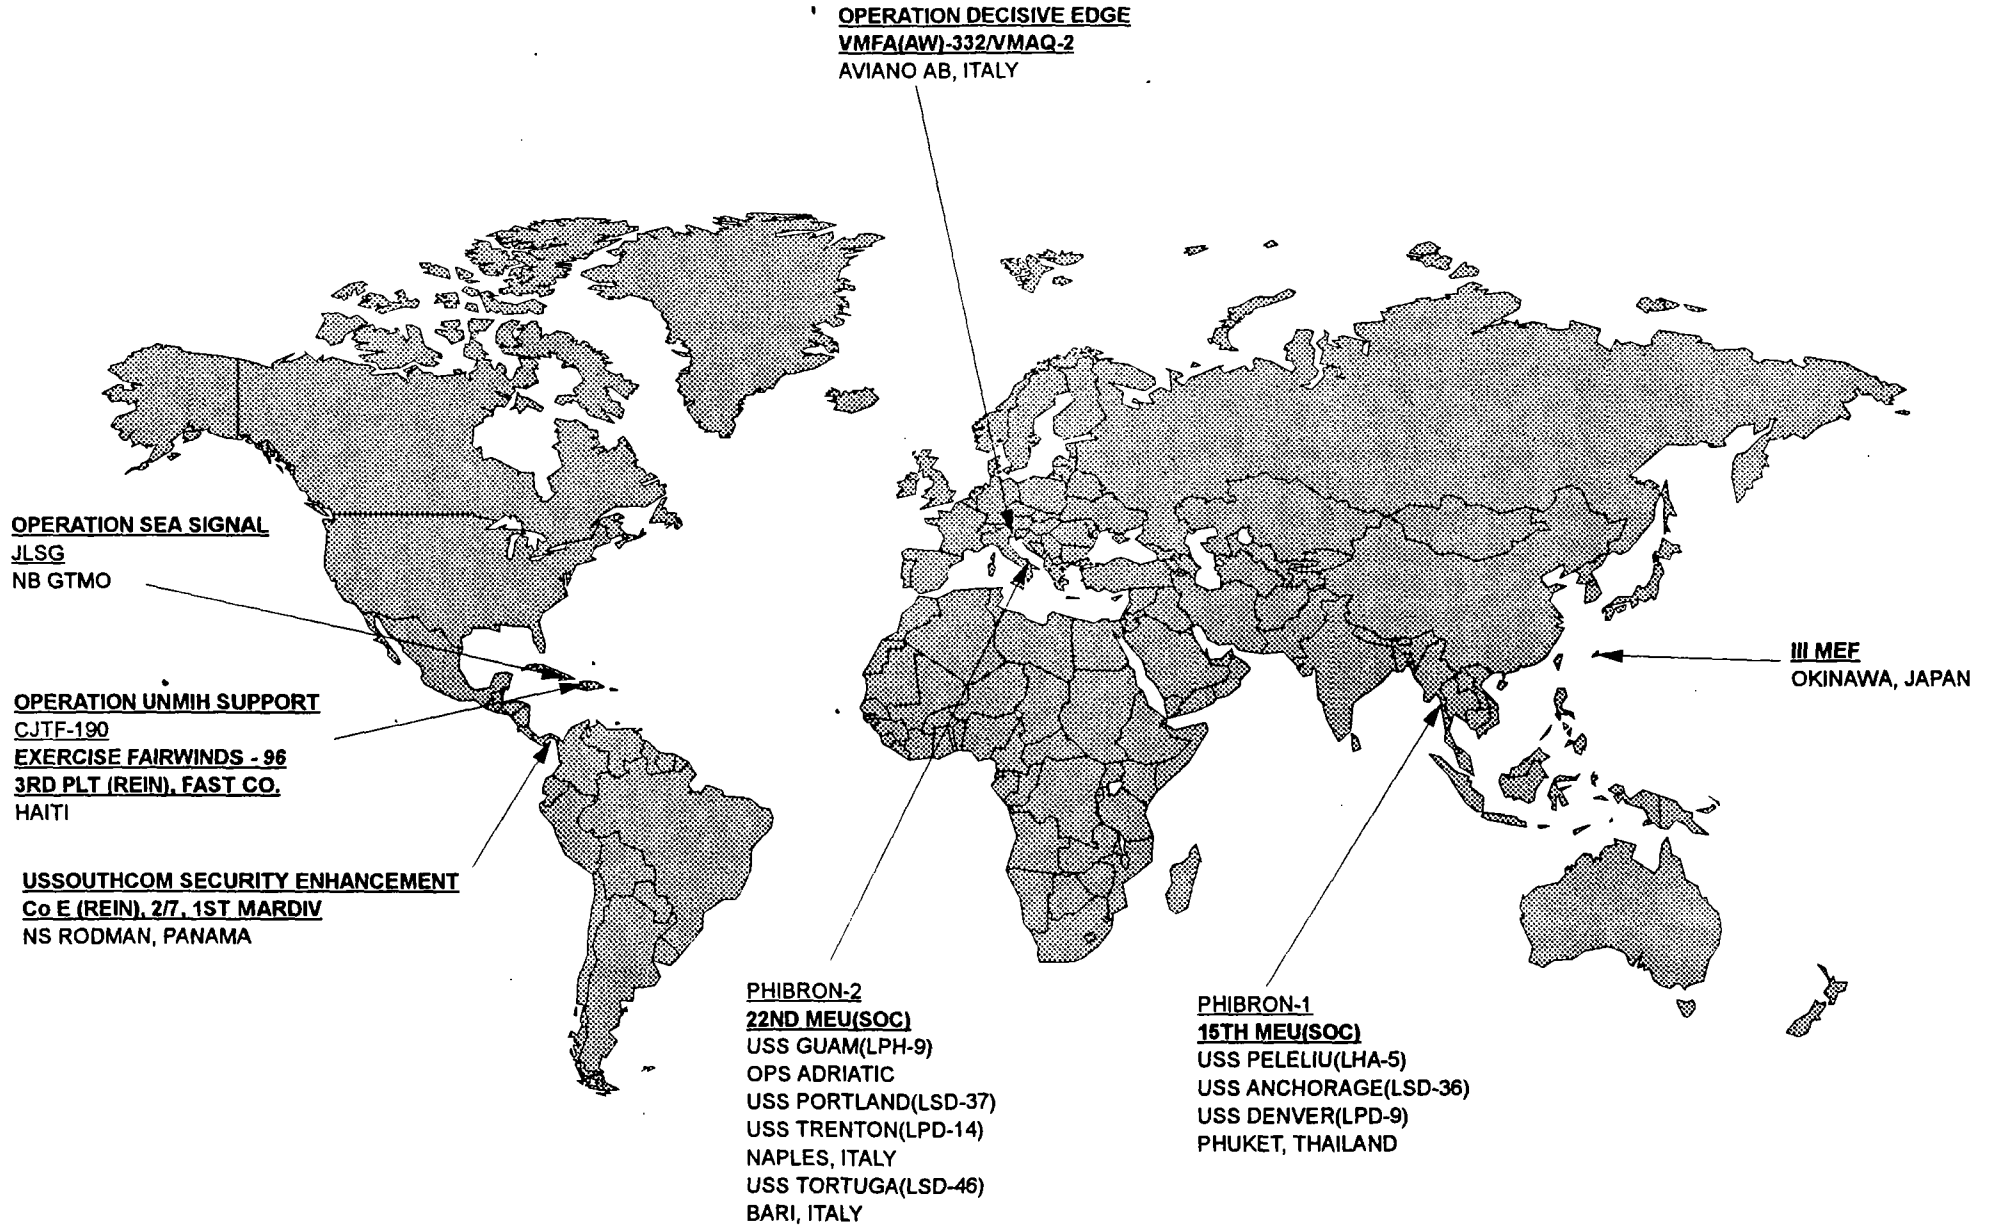 OPERATION DECISIVE EDGE
VMFA(AW)-332/VMAQ-2
AVIANO AB, ITALY
OPERATION SEA SIGNAL
JLSG
NB GTMO
OPERATION UNMIH SUPPORT
CJTF-190
EXERCISE FAIRWINDS - 96
3RD PLT (REIN), FAST CO.
HAITI
USSOUTHCOM SECURITY ENHANCEMENT
Co E (REIN), 2/7, 1ST MARDIV
NS RODMAN, PANAMA
III MEF
OKINAWA, JAPAN
PHIBRON-2
22ND MEU(SOC)
USS GUAM(LPH-9)
OPS ADRIATIC
USS PORTLAND(LSD-37)
USS TRENTON(LPD-14)
NAPLES, ITALY
USS TORTUGA(LSD-46)
BARI, ITALY
PHIBRON-1
15TH MEU(SOC)
USS PELELIU(LHA-5)
USS ANCHORAGE(LSD-36)
USS DENVER(LPD-9)
PHUKET, THAILAND